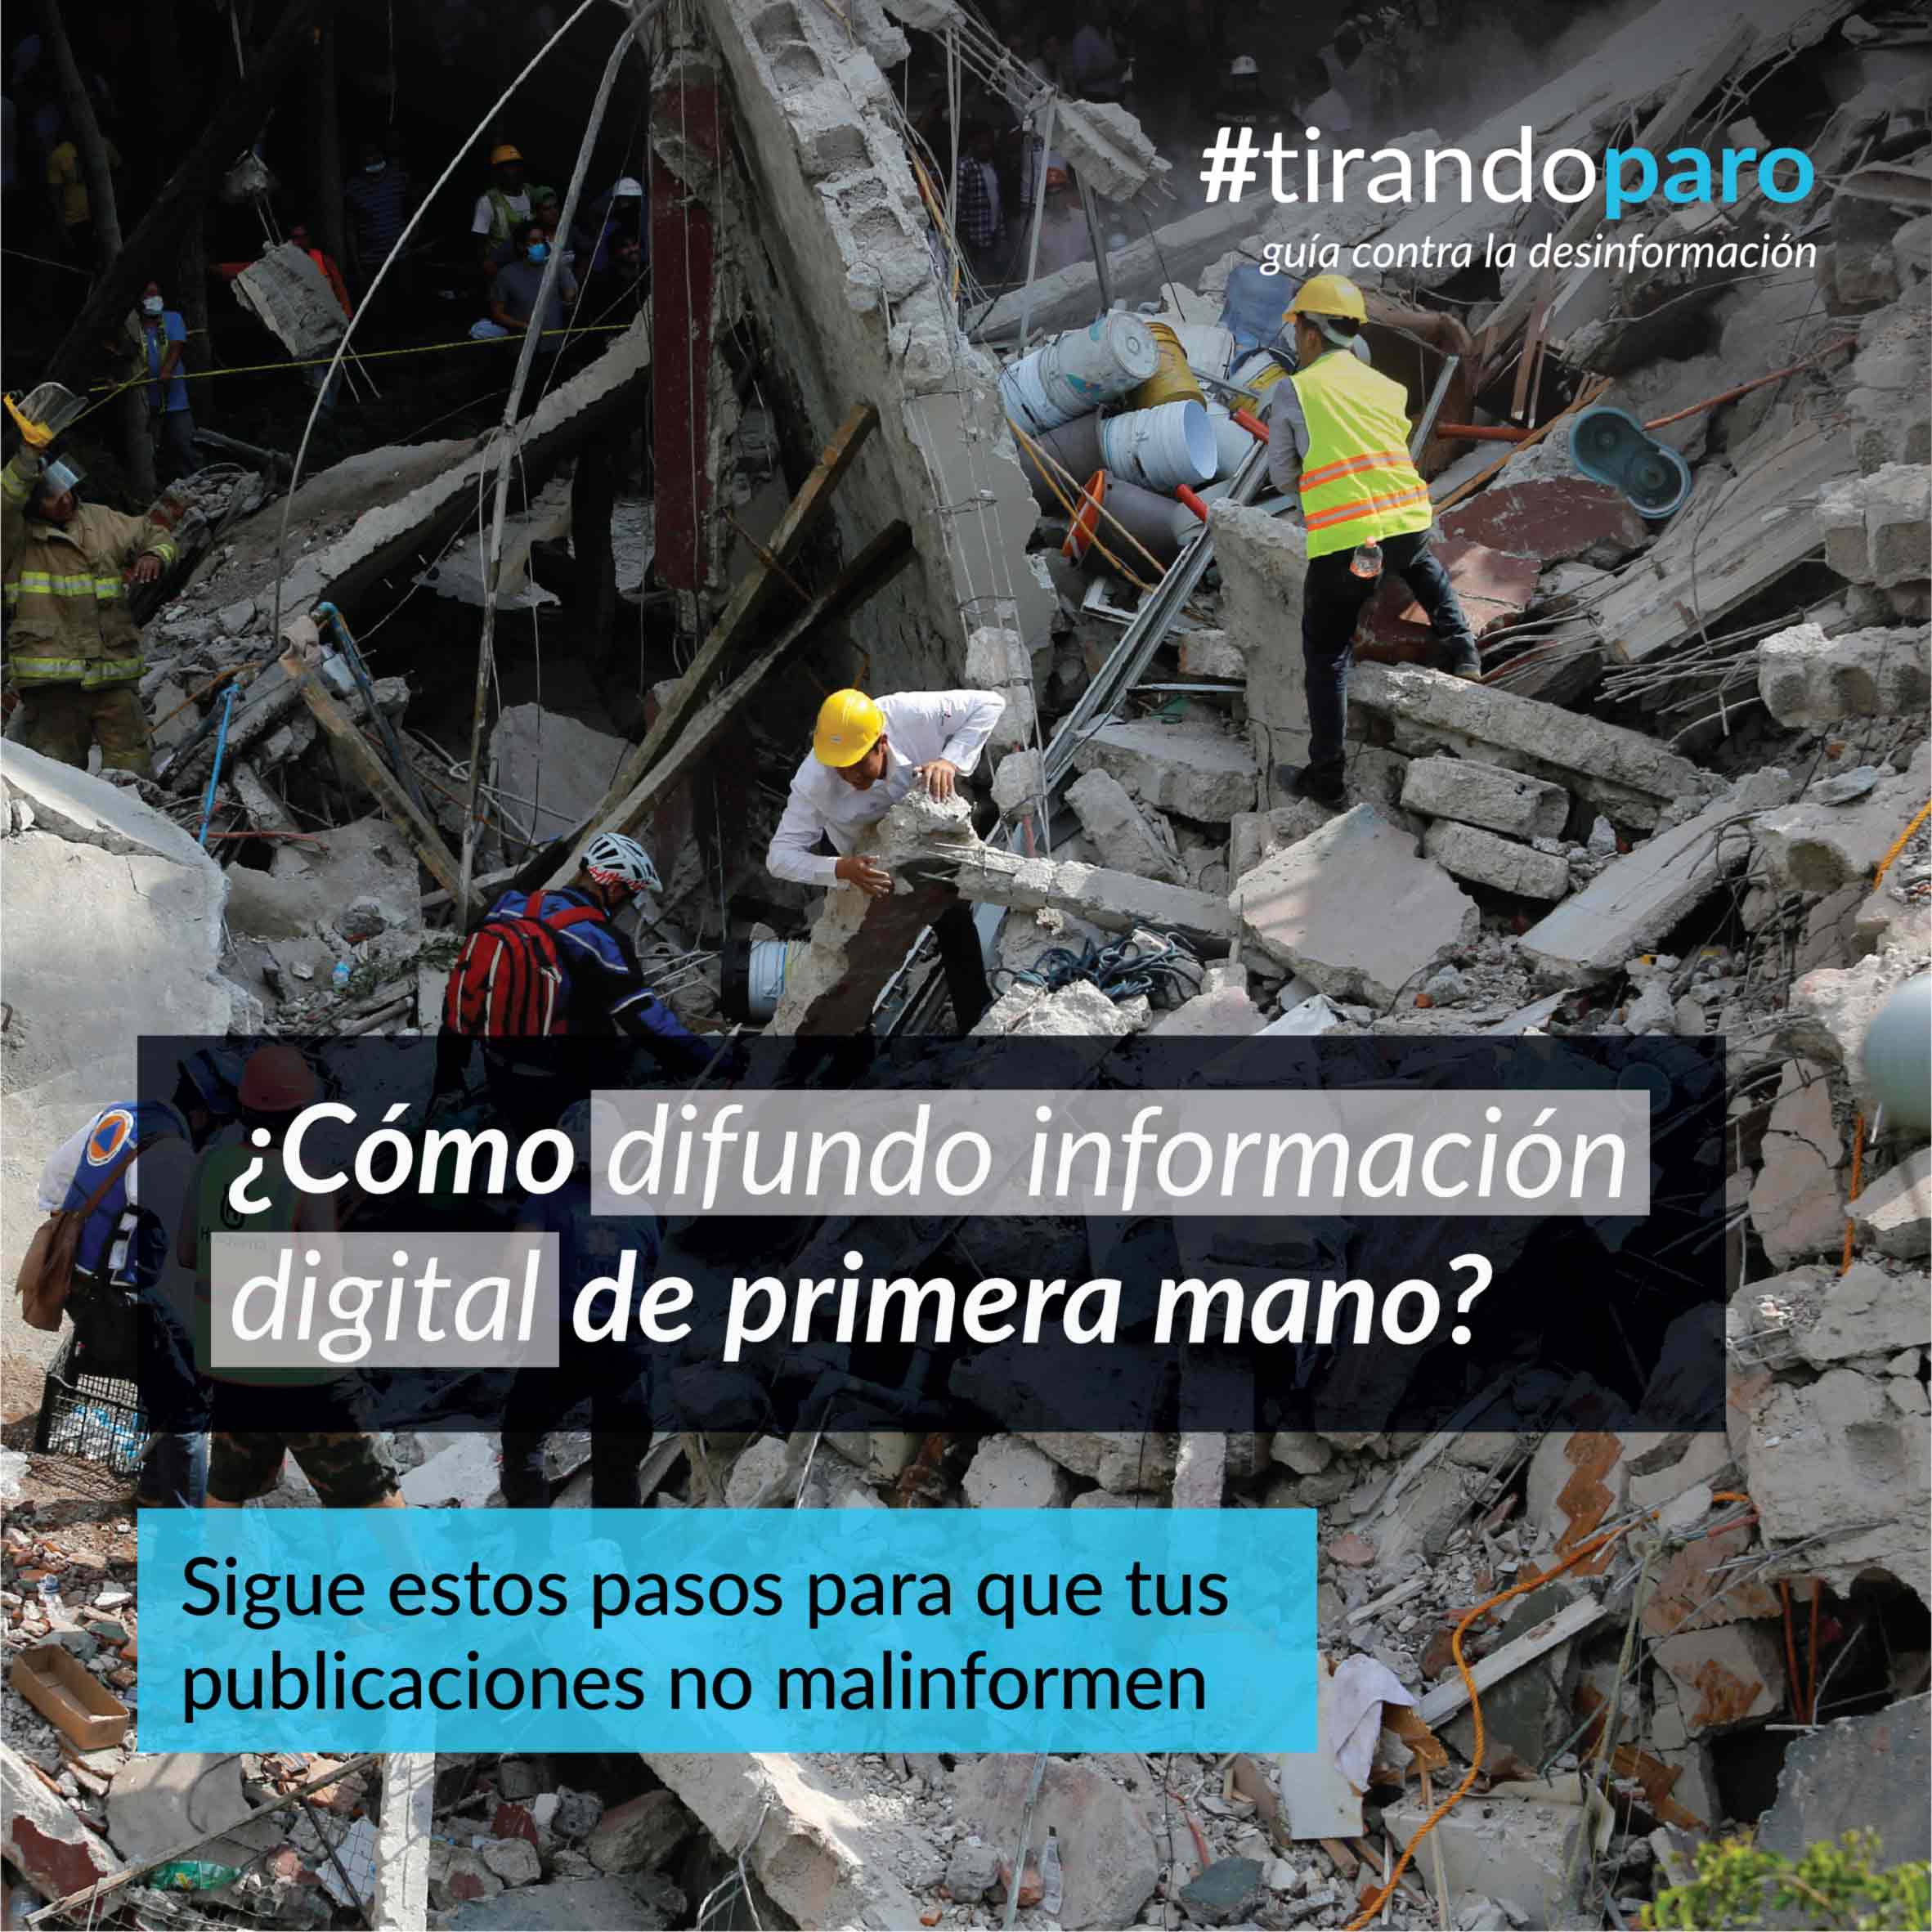 #tirandoparo
guía contra la desinformación
¿Cómo difundo información
digital de primera mano?
Sigue estos pasos para que tus
publicaciones no malinformen